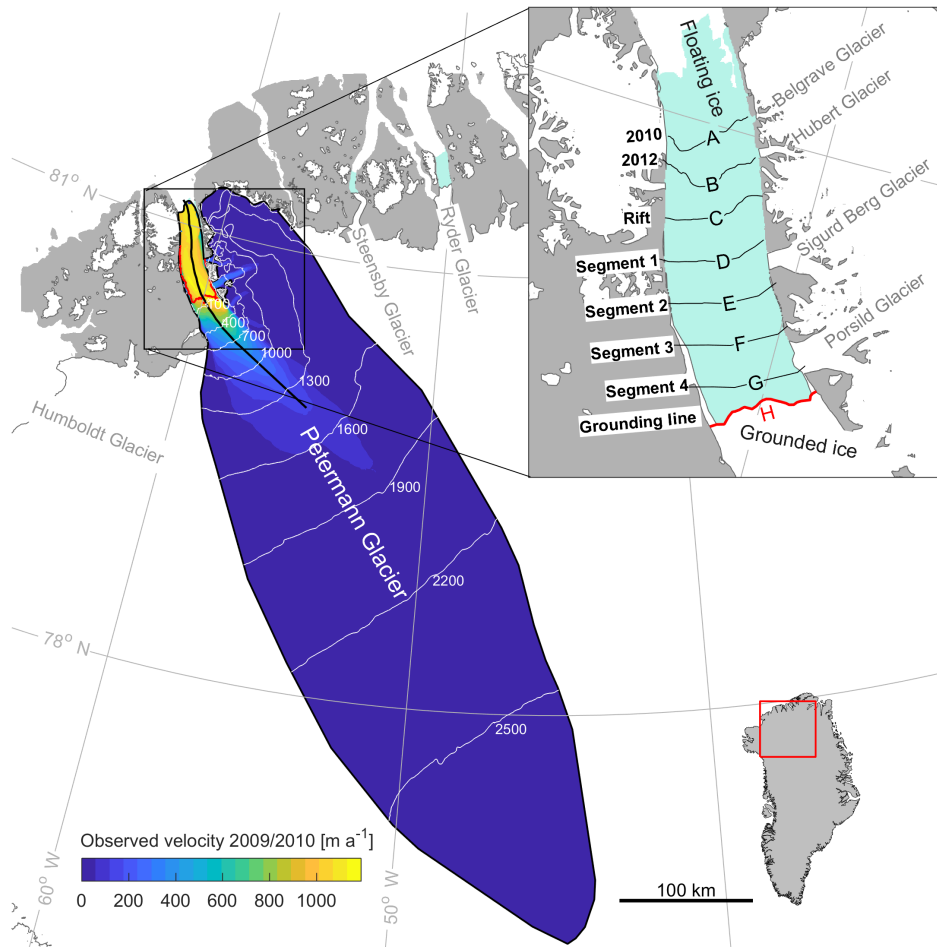 Floating ice
Belgrave Glacier
Hubert Glacier
2010
A
2012
B
Rift
C
Sigurd Berg Glacier
Segment 1
D
Segment 2
E
Porsild Glacier
Segment 3
F
Segment 4
G
Grounding line
H
Grounded ice
81° N
Steensby Glacier
Ryder Glacier
100
400
700
1000
1300
1600
1900
2200
2500
Humboldt Glacier
Petermann Glacier
78° N
60° W
50° W
Observed velocity 2009/2010 [m a⁻¹]
0 200 400 600 800 1000
100 km